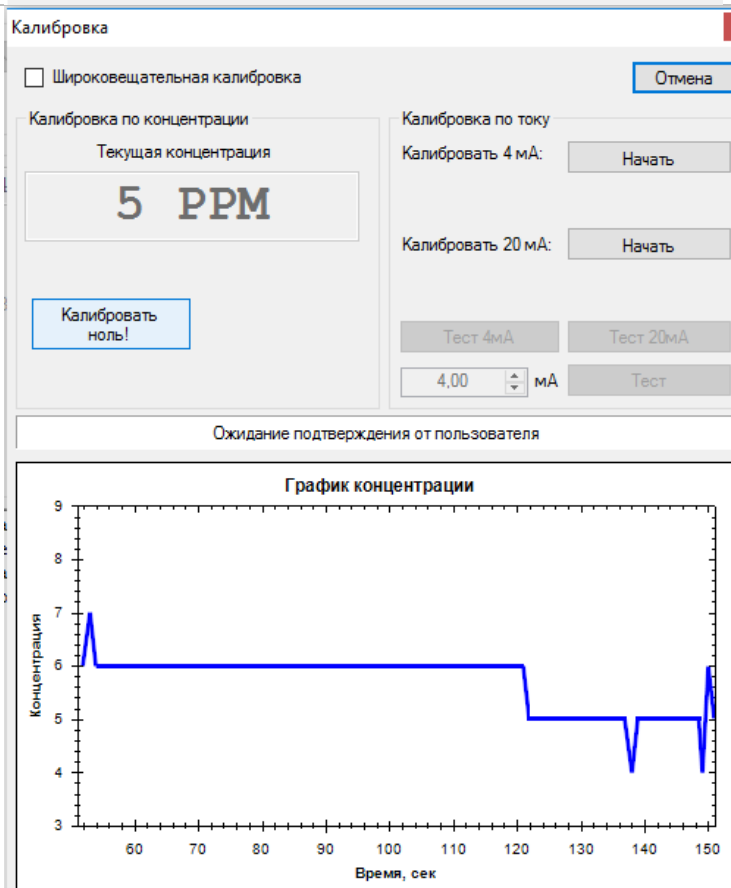 Калибровка
Широковещательная калибровка
Отмена
Калибровка по концентрации
Текущая концентрация
5 PPM
Калибровать
ноль!
Калибровка по току
Калибровать 4 мА:
Начать
Калибровать 20 мА:
Начать
Тест 4мА
Тест 20мА
4,00
мА
Тест
Ожидание подтверждения от пользователя
График концентрации
Концентрация
9
8
7
6
5
4
3
60 70 80 90 100 110 120 130 140 150
Время, сек